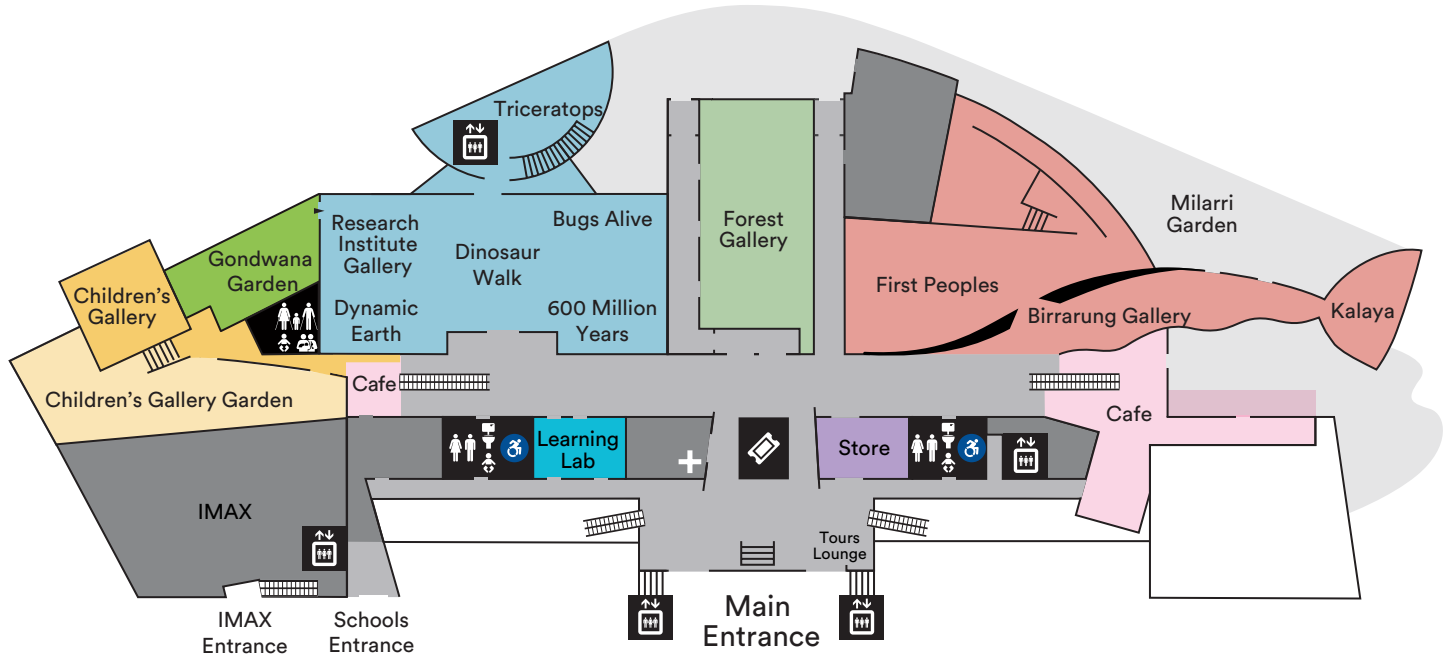 Triceratops
Research
Institute
Gallery
Bugs Alive
Dinosaur
Walk
Dynamic
Earth
600 Million
Years
Forest
Gallery
Milarri
Garden
Gondwana
Garden
Children's
Gallery
First Peoples
Birrarung Gallery
Kalaya
Children's Gallery Garden
Cafe
Cafe
Learning
Lab
Store
IMAX
Tours
Lounge
Main
Entrance
IMAX
Entrance
Schools
Entrance